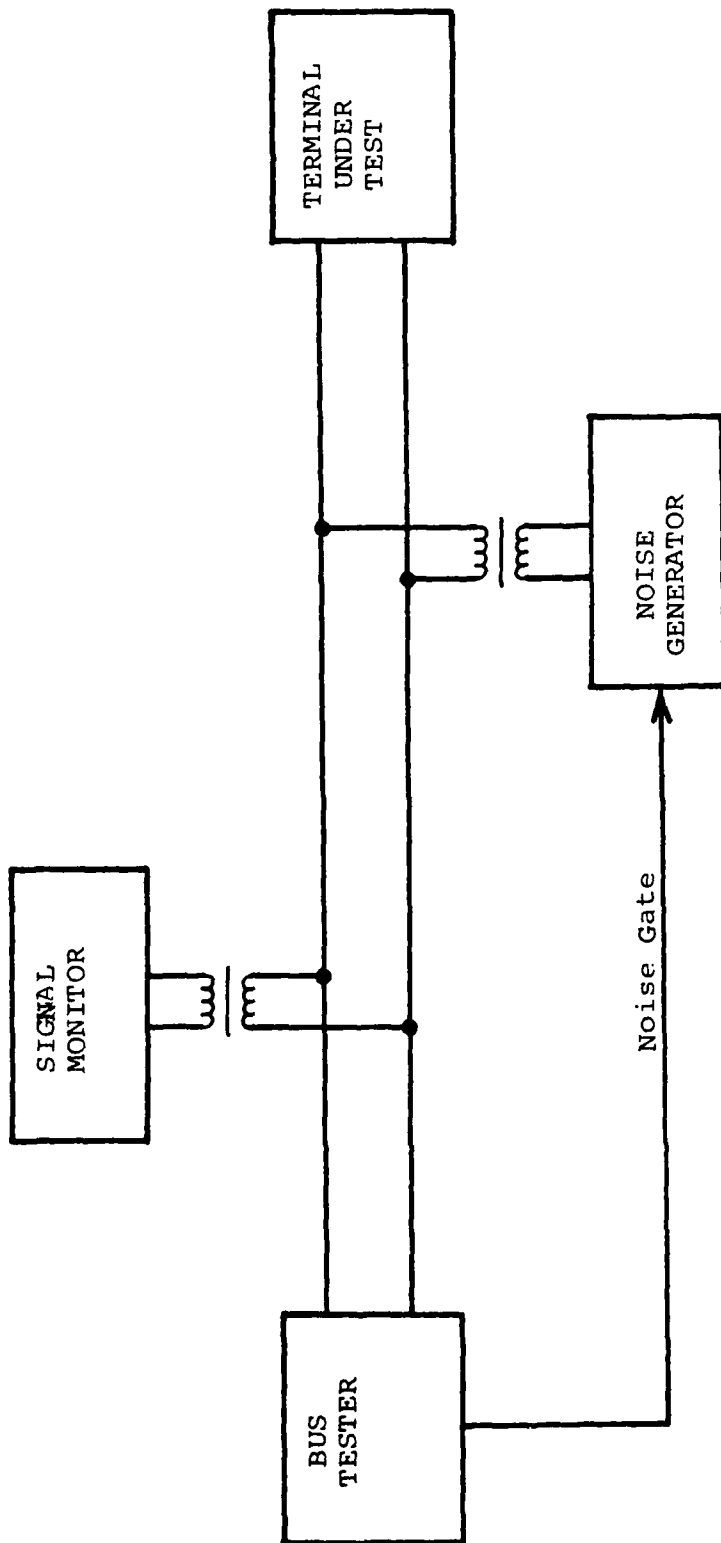 SIGNAL
MONITOR
BUS
TESTER
TERMINAL
UNDER
TEST
NOISE
GENERATOR
Noise Gate